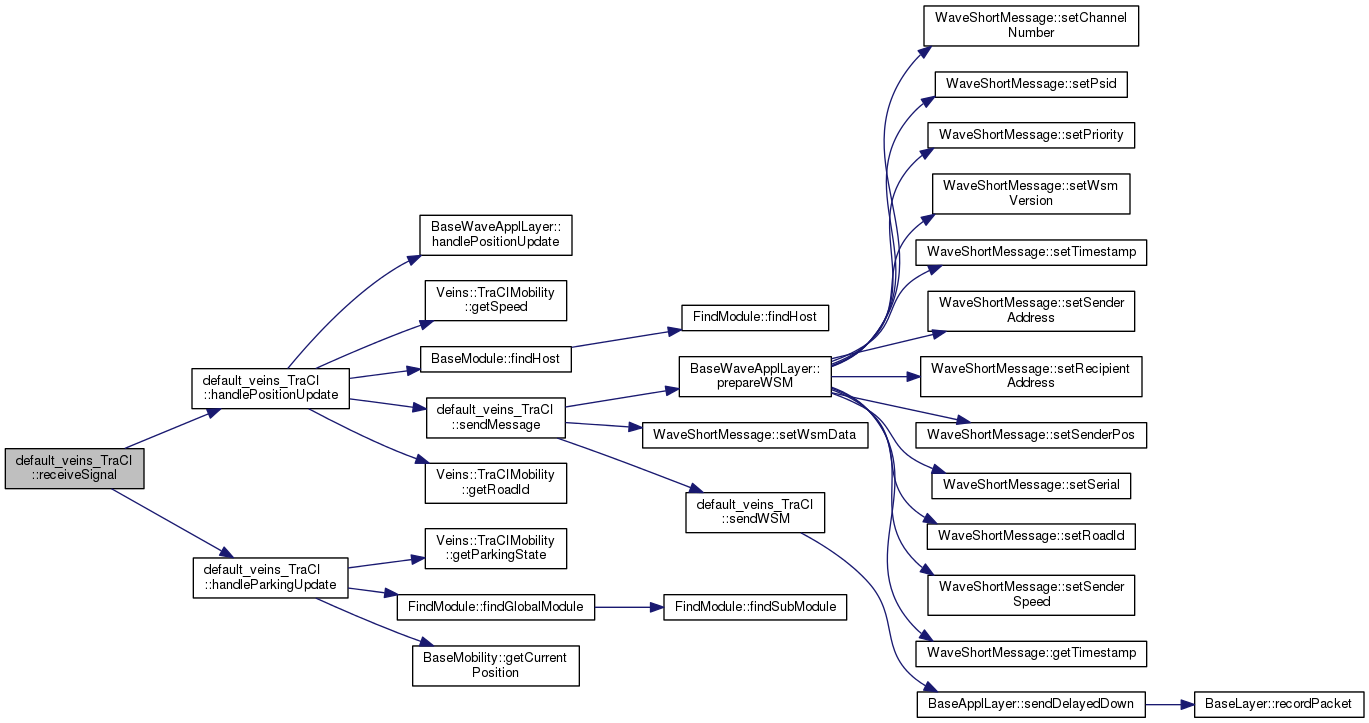 default_veins_TraCI
::receiveSignal
default_veins_TraCI
::handlePositionUpdate
BaseWaveApplLayer::
handlePositionUpdate
Veins::TraCIMobility
::getSpeed
BaseModule::findHost
FindModule::findHost
default_veins_TraCI
::sendMessage
BaseWaveApplLayer::
prepareWSM
WaveShortMessage::setChannel
Number
WaveShortMessage::setPsid
WaveShortMessage::setPriority
WaveShortMessage::setWsm
Version
WaveShortMessage::setTimestamp
WaveShortMessage::setSender
Address
WaveShortMessage::setRecipient
Address
WaveShortMessage::setSenderPos
WaveShortMessage::setSerial
WaveShortMessage::setRoadId
WaveShortMessage::setSender
Speed
WaveShortMessage::getTimestamp
WaveShortMessage::setWsmData
default_veins_TraCI
::sendWSM
BaseApplLayer::sendDelayedDown
BaseLayer::recordPacket
Veins::TraCIMobility
::getRoadId
default_veins_TraCI
::handleParkingUpdate
Veins::TraCIMobility
::getParkingState
FindModule::findGlobalModule
FindModule::findSubModule
BaseMobility::getCurrent
Position